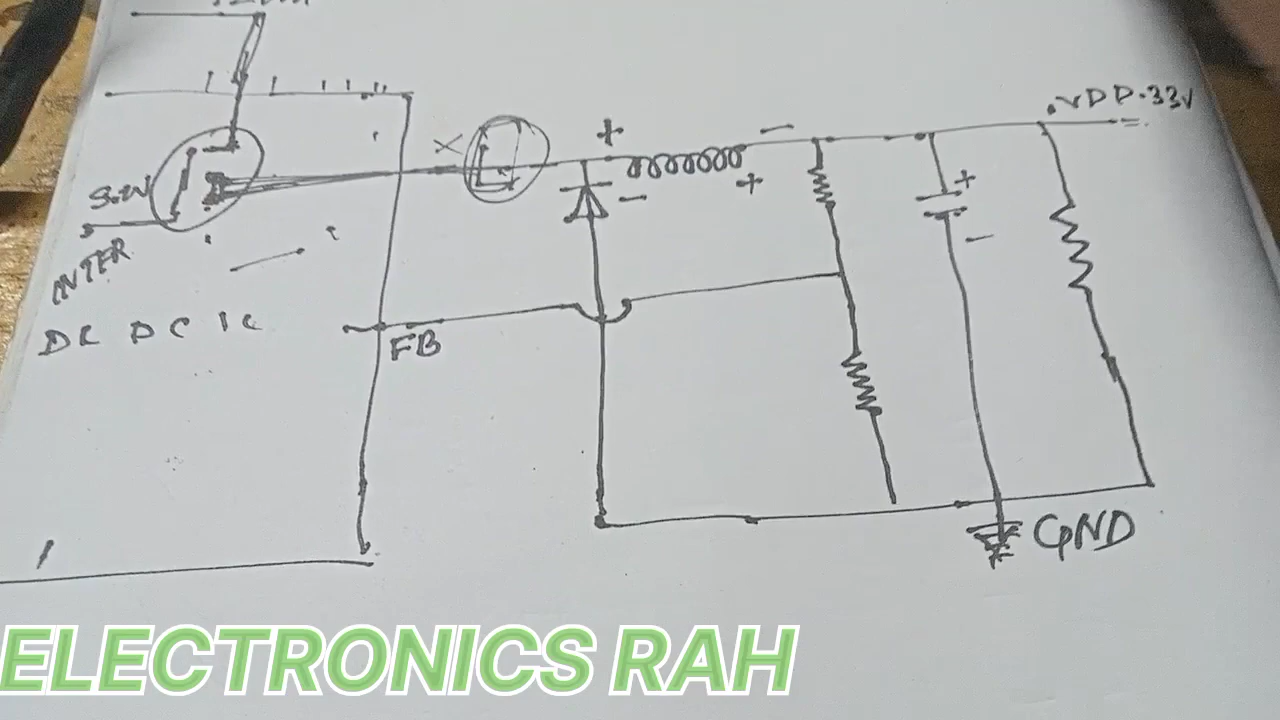 VDD.33V
+ -
X
+
+
-
-
INTER
DC DC IC
FB
GND
ELECTRONICS RAH